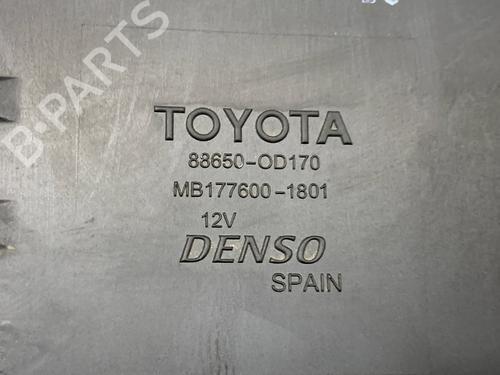 B-PARTS
TOYOTA
88650-OD170
MB177600-1801
12V
DENSO
SPAIN